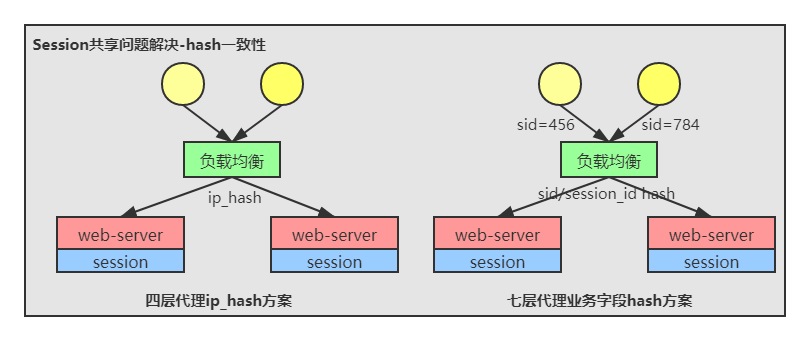 Session共享问题解决-hash一致性
sid=456
sid=784
负载均衡
负载均衡
ip_hash
sid/session_id hash
web-server
web-server
web-server
web-server
session
session
session
session
四层代理ip_hash方案
七层代理业务字段hash方案